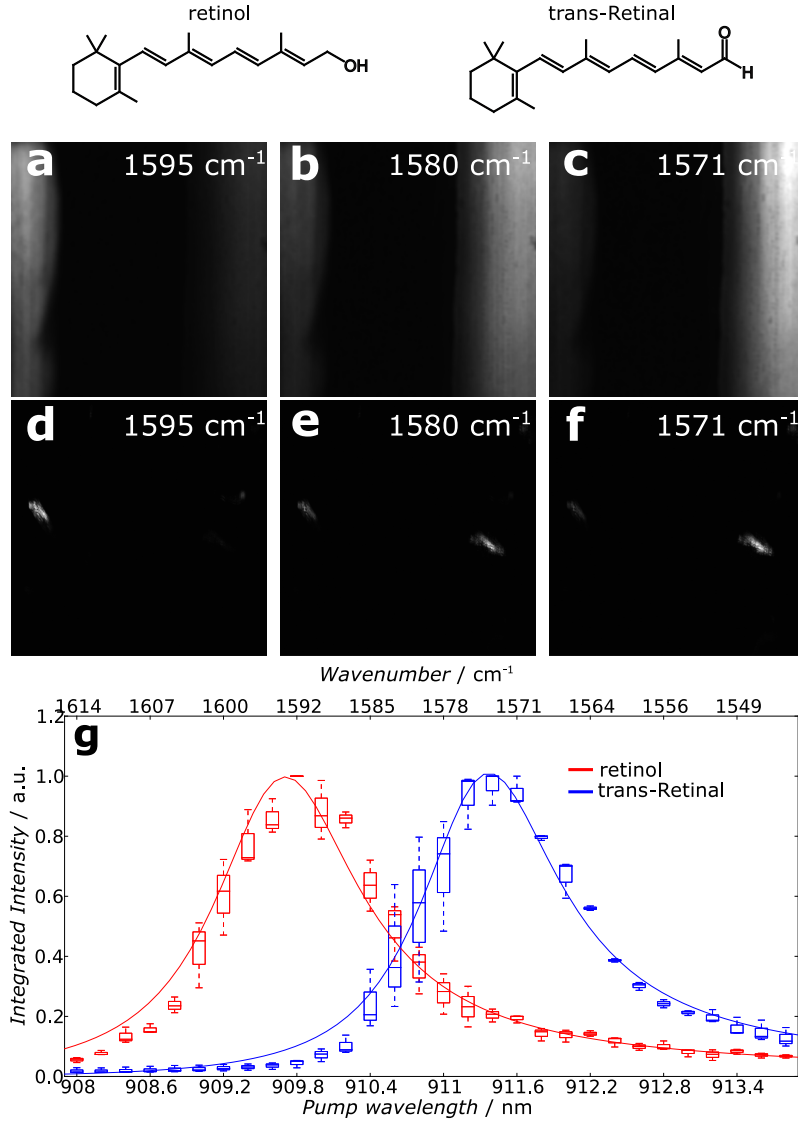 retinol
trans-Retinal
OH
O
H
a 1595 cm-1
b 1580 cm-1
c 1571 cm-1
d 1595 cm-1
e 1580 cm-1
f 1571 cm-1
Wavenumber / cm-1
1614 1607 1600 1592 1585 1578 1571 1564 1556 1549
g
retinol
trans-Retinal
Integrated Intensity / a.u.
1.2
1.0
0.8
0.6
0.4
0.2
0.0
908 908.6 909.2 909.8 910.4 911 911.6 912.2 912.8 913.4
Pump wavelength / nm